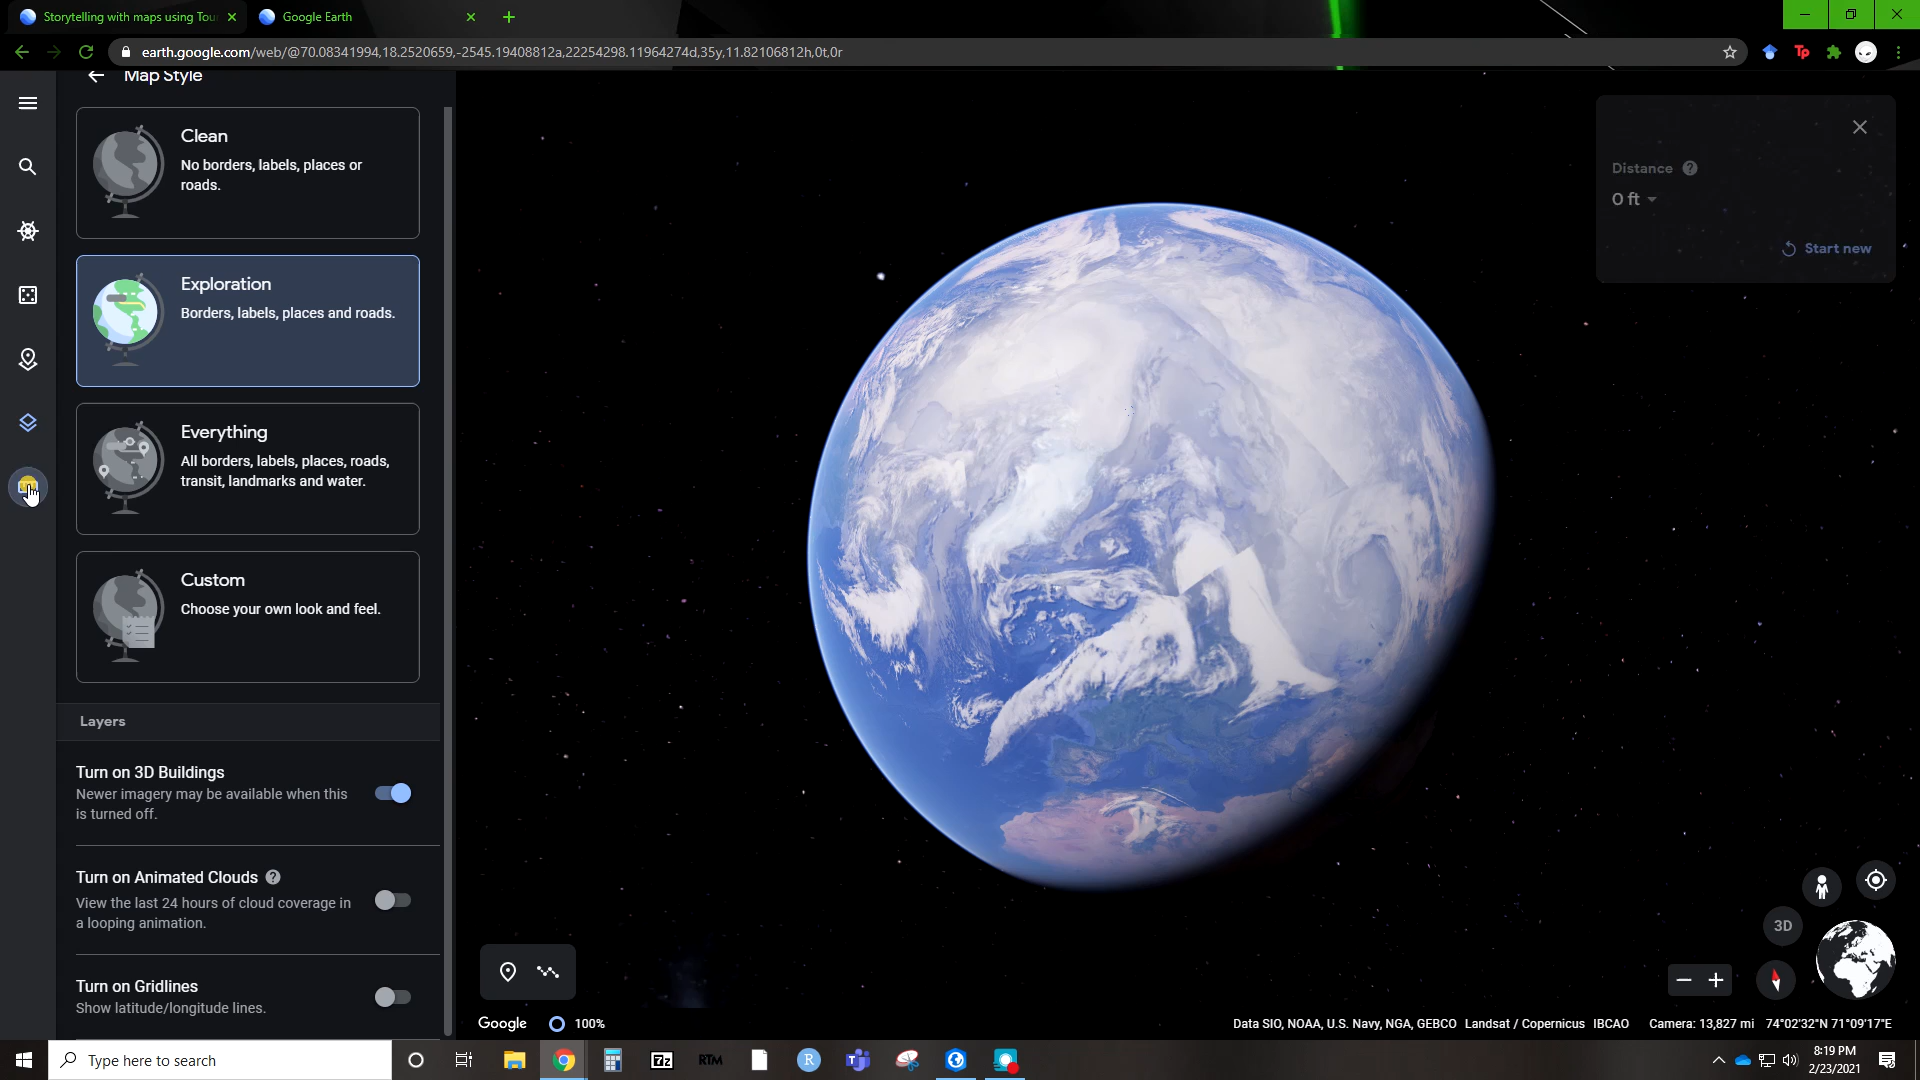 Storytelling with maps using Tou
Google Earth
earth.google.com/web/@70.08341994,18.2520659,-2545.19408812a,22254298.11964274d,35y,11.82106812h,0t,0r
Map Style
Clean
No borders, labels, places or
roads.
Exploration
Borders, labels, places and roads.
Everything
All borders, labels, places, roads,
transit, landmarks and water.
Custom
Choose your own look and feel.
Layers
Turn on 3D Buildings
Newer imagery may be available when this
is turned off.
Turn on Animated Clouds
View the last 24 hours of cloud coverage in
a looping animation.
Turn on Gridlines
Show latitude/longitude lines.
Distance
0 ft
Start new
3D
Google
100%
Data SIO, NOAA, U.S. Navy, NGA, GEBCO Landsat / Copernicus IBCAO Camera: 13,827 mi 74°02'32"N 71°09'17"E
Type here to search
7z
RTM
R
8:19 PM
2/23/2021